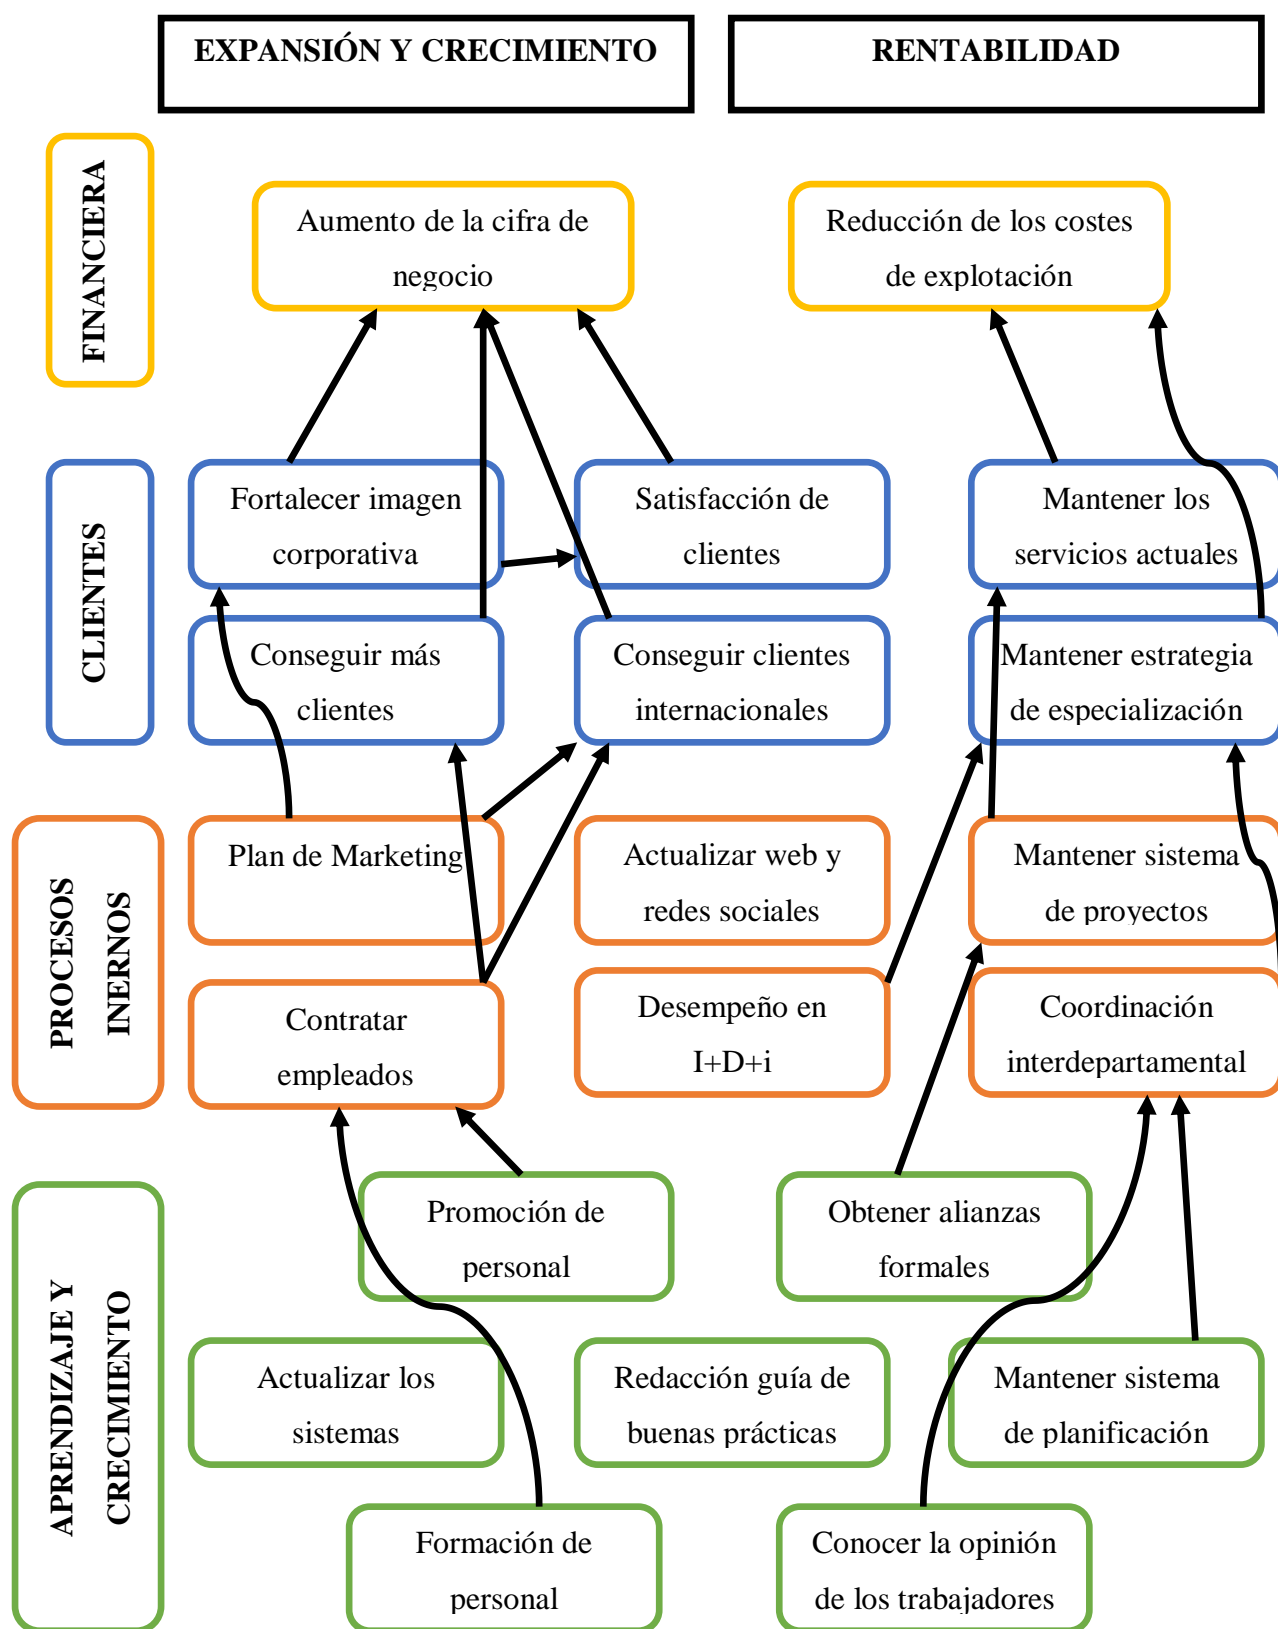 EXPANSIÓN Y CRECIMIENTO
RENTABILIDAD
FINANCIERA
Aumento de la cifra de
negocio
Reducción de los costes
de explotación
CLIENTES
Fortalecer imagen
corporativa
Satisfacción de
clientes
Mantener los
servicios actuales
Conseguir más
clientes
Conseguir clientes
internacionales
Mantener estrategia
de especialización
PROCESOS
INERNOS
Plan de Marketing
Actualizar web y
redes sociales
Mantener sistema
de proyectos
Contratar
empleados
Desempeño en
I+D+i
Coordinación
interdepartamental
APRENDIZAJE Y
CRECIMIENTO
Promoción de
personal
Obtener alianzas
formales
Actualizar los
sistemas
Redacción guía de
buenas prácticas
Mantener sistema
de planificación
Formación de
personal
Conocer la opinión
de los trabajadores